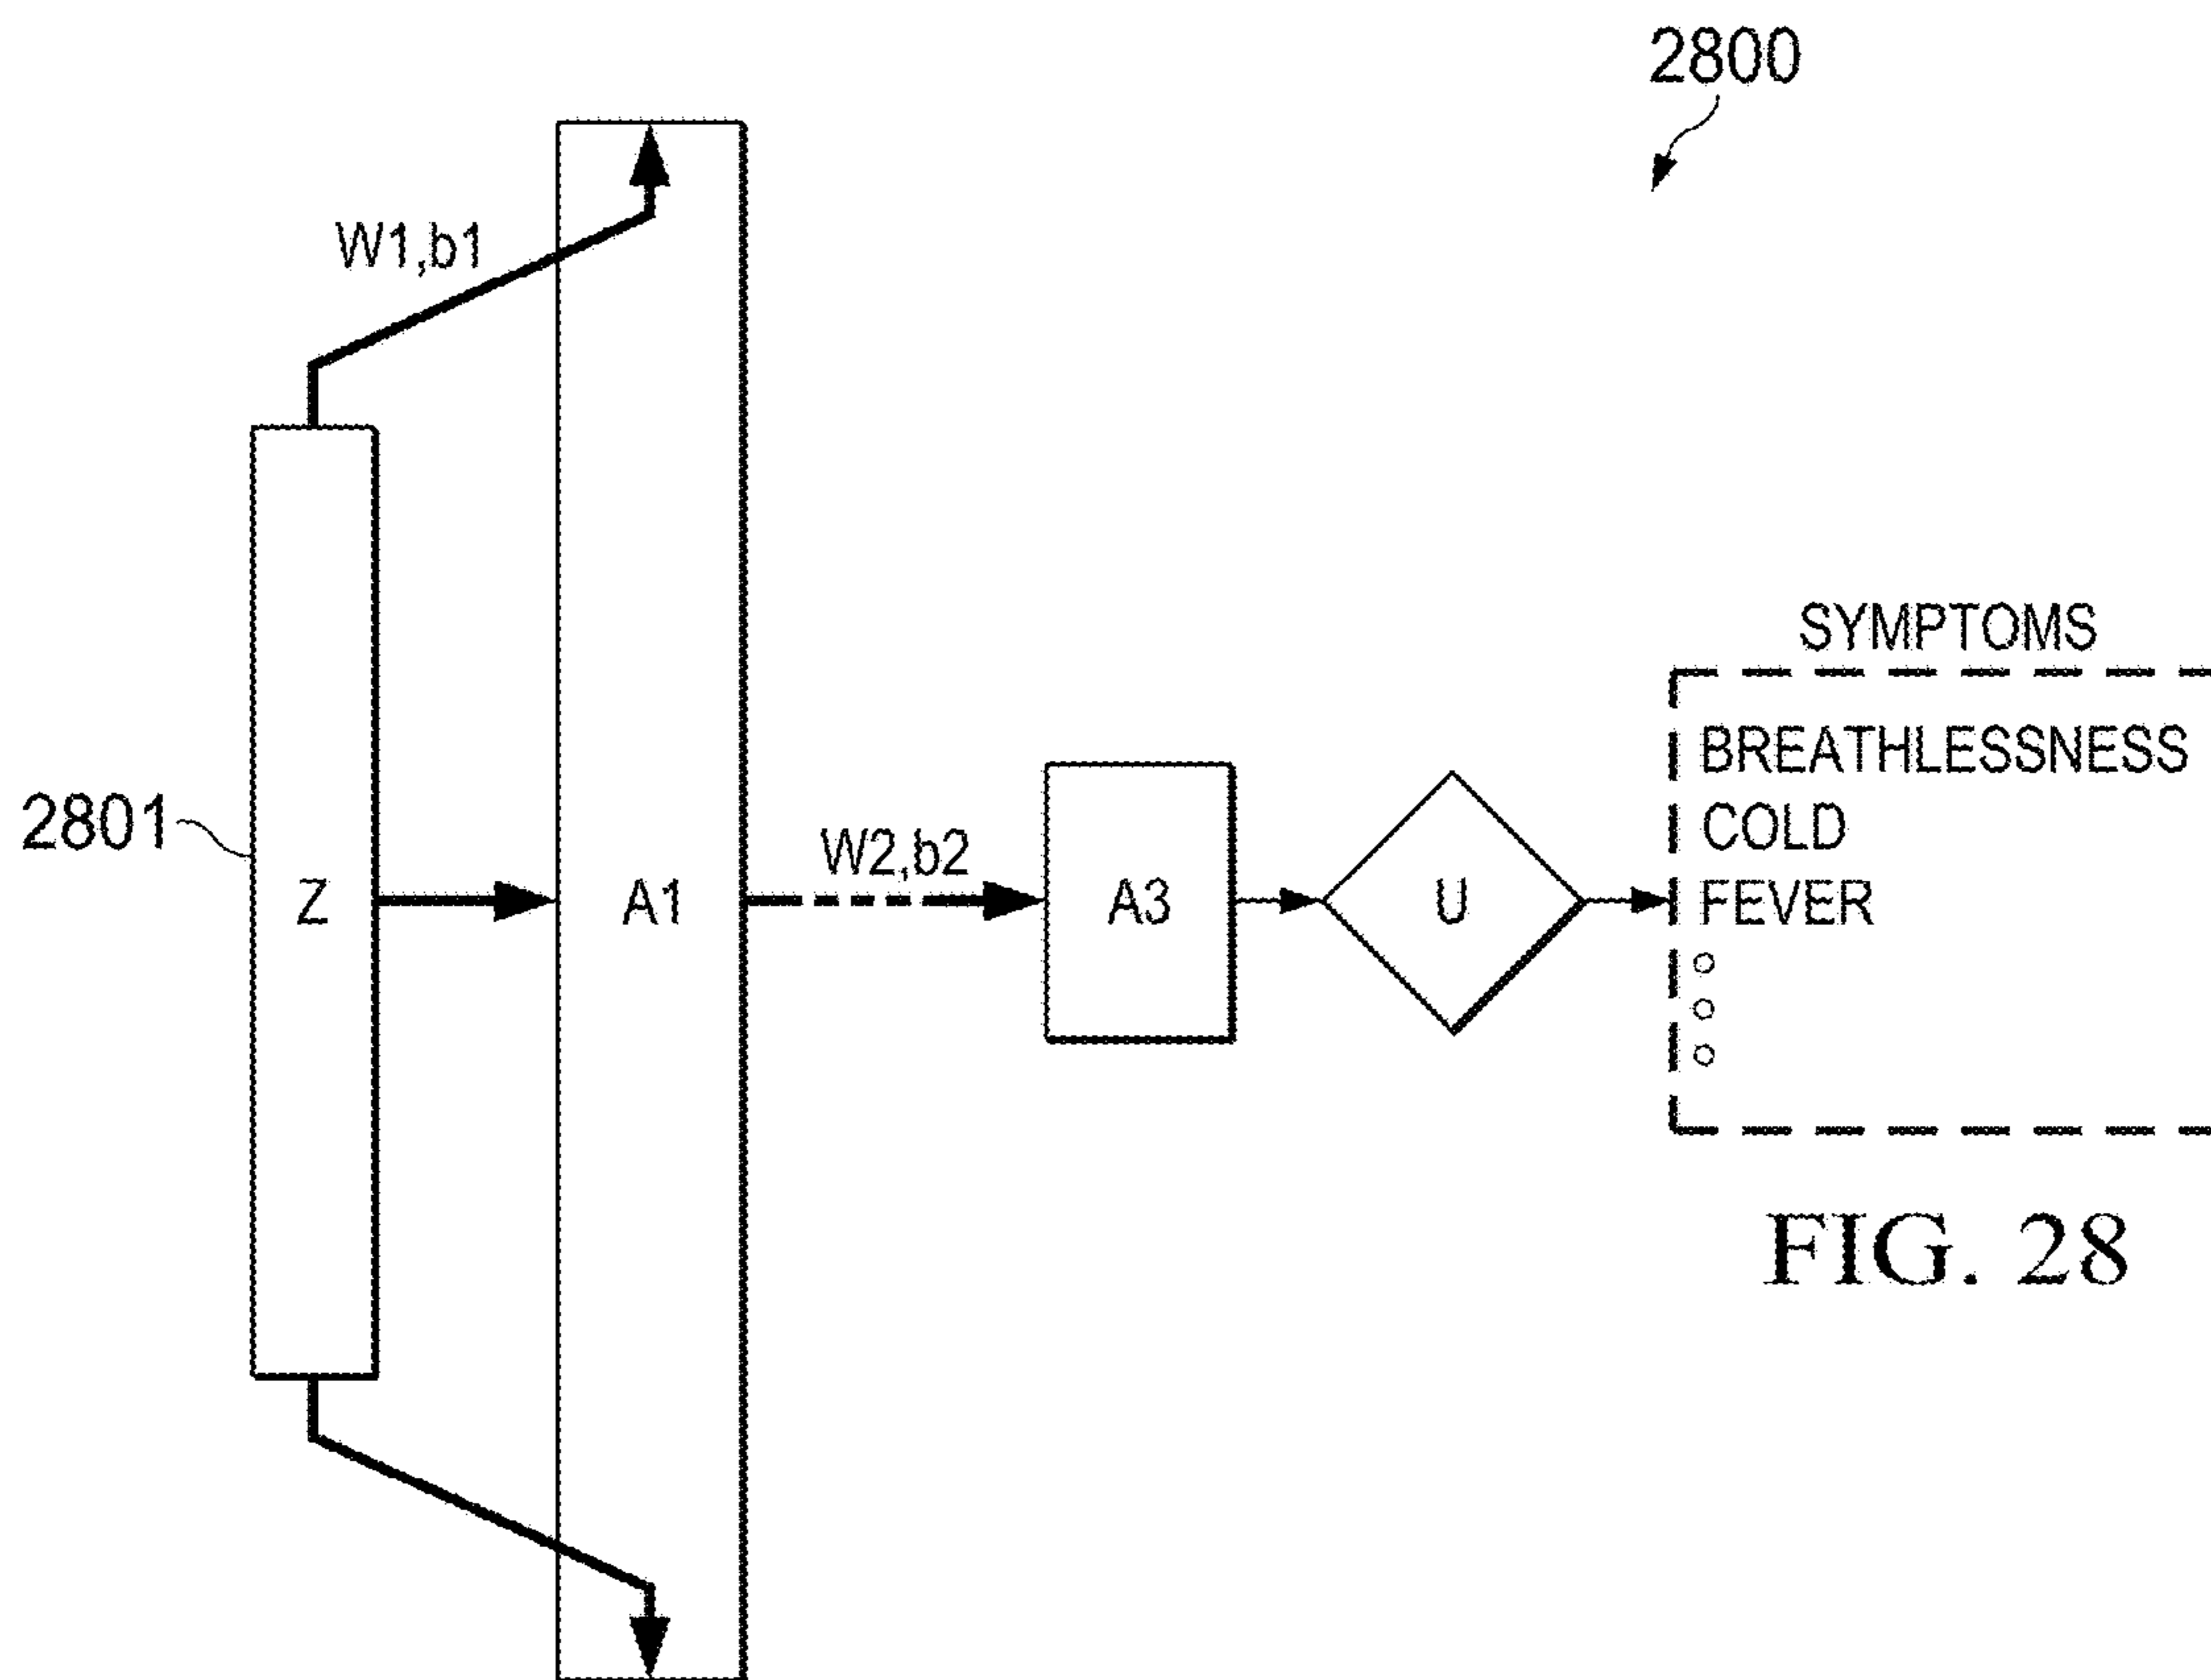 2800
W1,b1
SYMPTOMS
BREATHLESSNESS
COLD
FEVER
2801
Z
A1
W2,b2
A3
U
FIG. 28